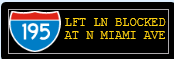 195
LFT LN BLOCKED
AT N MIAMI AVE